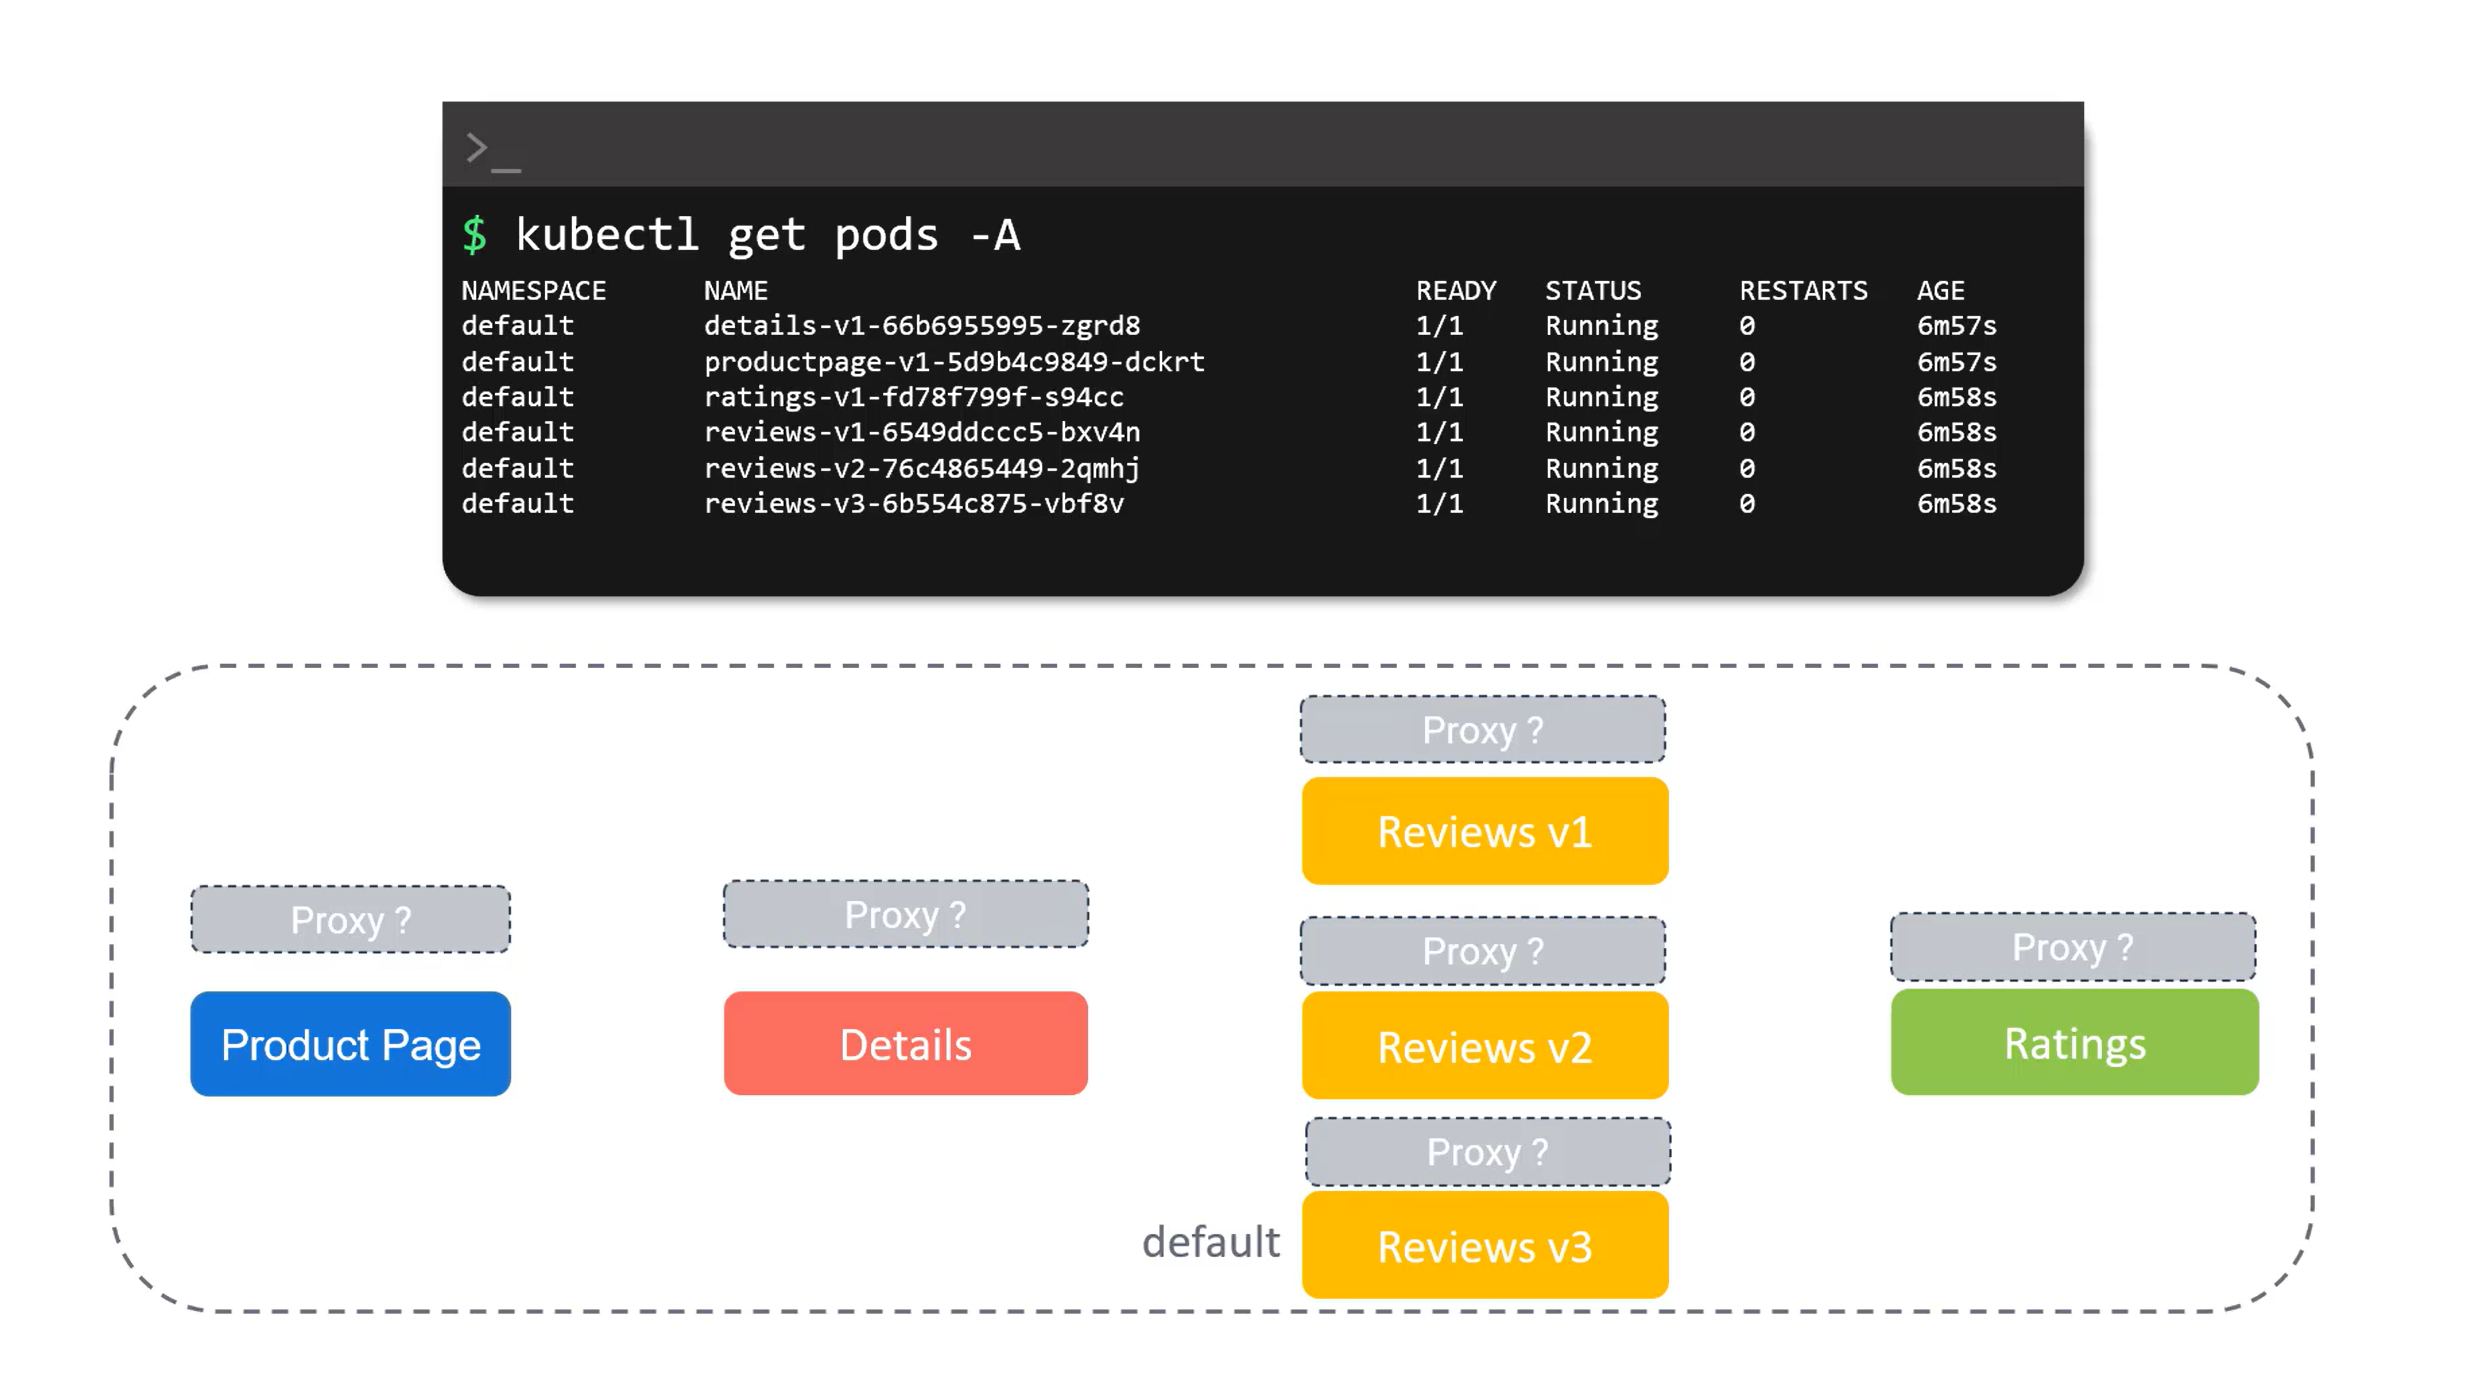 >_
$ kubectl get pods -A
NAMESPACE NAME READY STATUS RESTARTS AGE
default details-v1-66b6955995-zgrd8 1/1 Running 0 6m57s
default productpage-v1-5d9b4c9849-dckrt 1/1 Running 0 6m57s
default ratings-v1-fd78f799f-s94cc 1/1 Running 0 6m58s
default reviews-v1-6549ddccc5-bxv4n 1/1 Running 0 6m58s
default reviews-v2-76c4865449-2qmhj 1/1 Running 0 6m58s
default reviews-v3-6b554c875-vbf8v 1/1 Running 0 6m58s
Proxy ?
Product Page
Proxy ?
Details
Proxy ?
Reviews v1
Proxy ?
Reviews v2
Proxy ?
Reviews v3
default
Proxy ?
Ratings